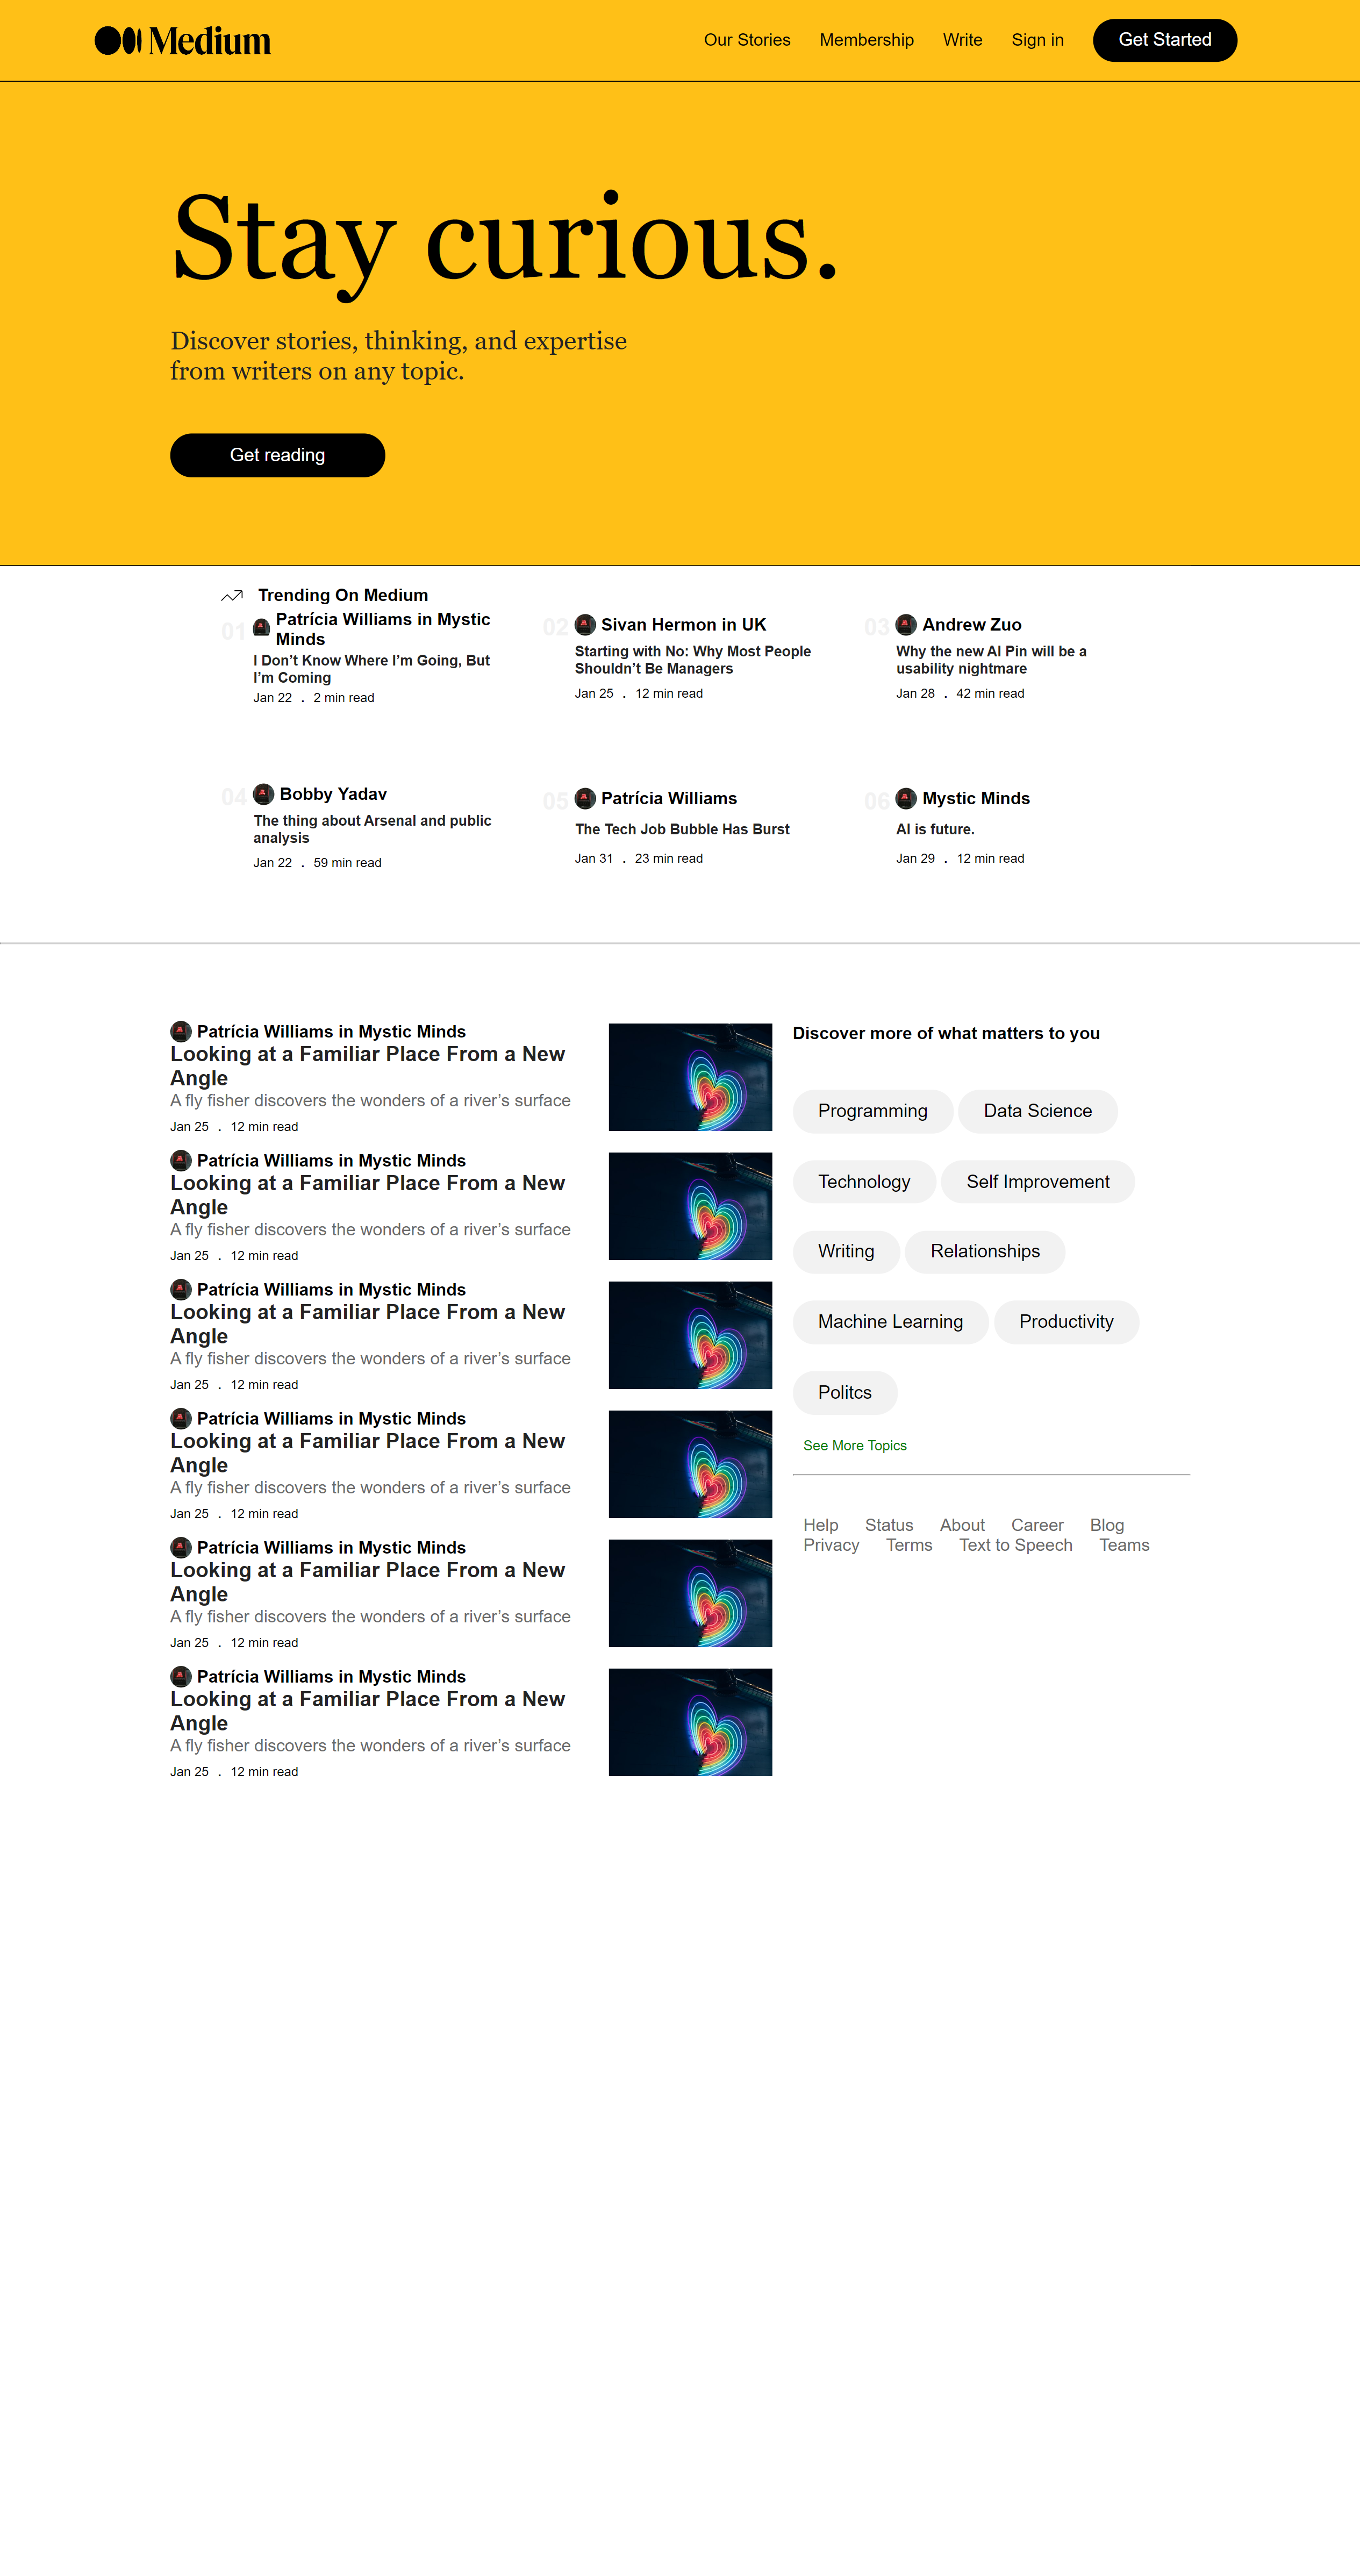 Medium
Our Stories Membership Write Sign in Get Started
Stay curious.
Discover stories, thinking, and expertise
from writers on any topic.
Get reading
Trending On Medium
01 Patrícia Williams in Mystic
Minds
I Don’t Know Where I’m Going, But
I’m Coming
Jan 22 . 2 min read
02 Sivan Hermon in UK
Starting with No: Why Most People
Shouldn’t Be Managers
Jan 25 . 12 min read
03 Andrew Zuo
Why the new AI Pin will be a
usability nightmare
Jan 28 . 42 min read
04 Bobby Yadav
The thing about Arsenal and public
analysis
Jan 22 . 59 min read
05 Patrícia Williams
The Tech Job Bubble Has Burst
Jan 31 . 23 min read
06 Mystic Minds
AI is future.
Jan 29 . 12 min read
Patrícia Williams in Mystic Minds
Looking at a Familiar Place From a New
Angle
A fly fisher discovers the wonders of a river’s surface
Jan 25 . 12 min read
Patrícia Williams in Mystic Minds
Looking at a Familiar Place From a New
Angle
A fly fisher discovers the wonders of a river’s surface
Jan 25 . 12 min read
Patrícia Williams in Mystic Minds
Looking at a Familiar Place From a New
Angle
A fly fisher discovers the wonders of a river’s surface
Jan 25 . 12 min read
Patrícia Williams in Mystic Minds
Looking at a Familiar Place From a New
Angle
A fly fisher discovers the wonders of a river’s surface
Jan 25 . 12 min read
Patrícia Williams in Mystic Minds
Looking at a Familiar Place From a New
Angle
A fly fisher discovers the wonders of a river’s surface
Jan 25 . 12 min read
Patrícia Williams in Mystic Minds
Looking at a Familiar Place From a New
Angle
A fly fisher discovers the wonders of a river’s surface
Jan 25 . 12 min read
Discover more of what matters to you
Programming Data Science
Technology Self Improvement
Writing Relationships
Machine Learning Productivity
Politcs
See More Topics
Help Status About Career Blog
Privacy Terms Text to Speech Teams